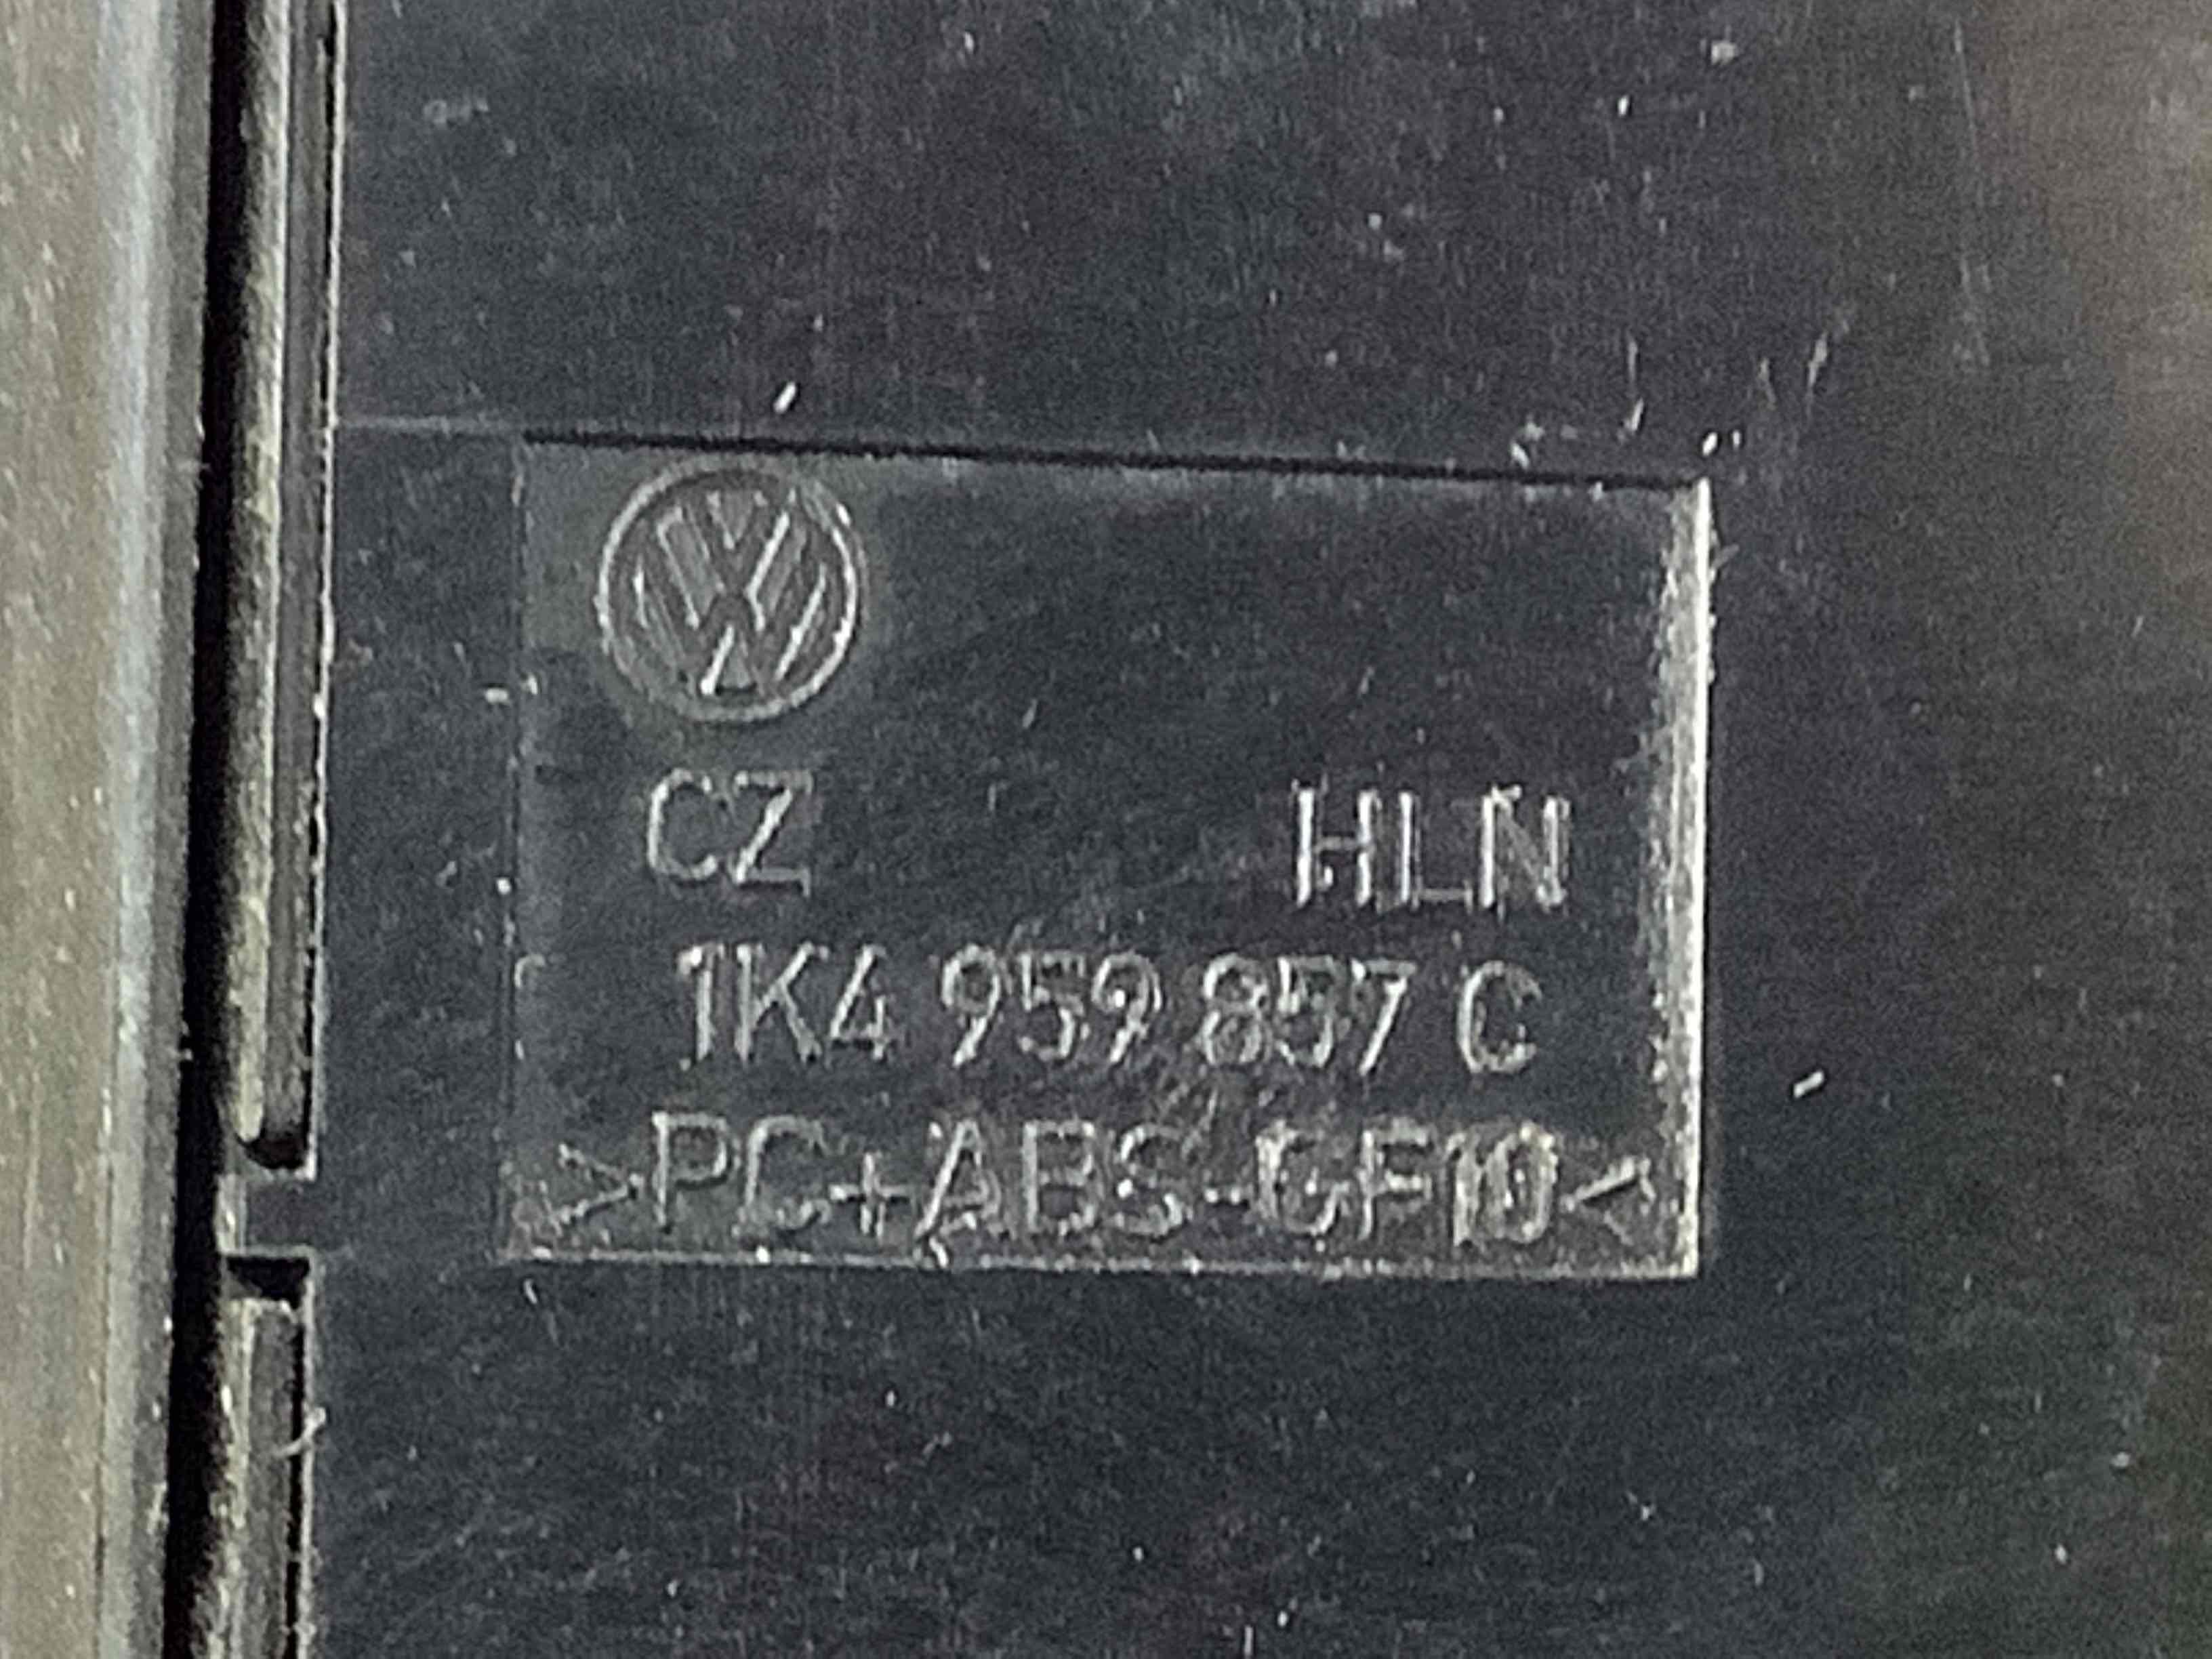 CZ HLN
1K4 959 857 C
>PC+ABS-GF10<